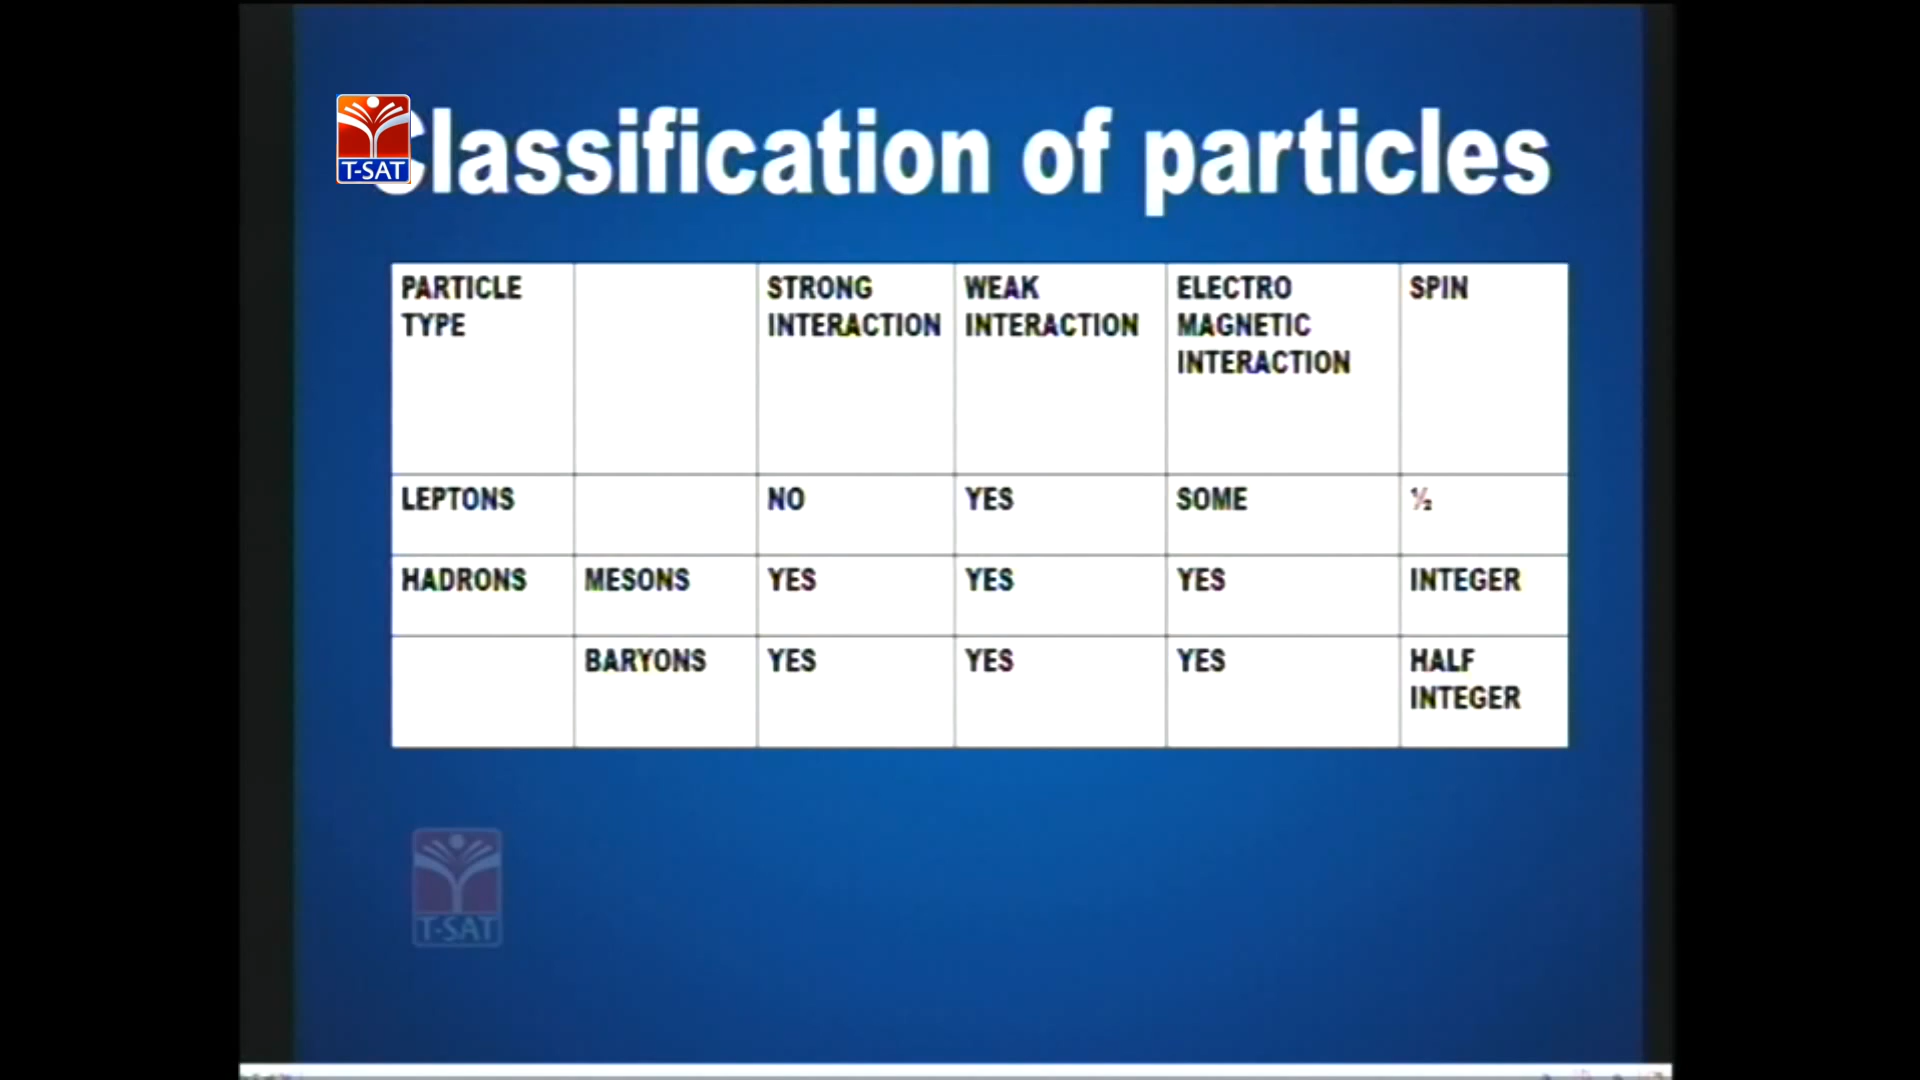 T-SAT
Classification of particles
PARTICLE TYPE STRONG INTERACTION WEAK INTERACTION ELECTRO MAGNETIC INTERACTION SPIN
LEPTONS NO YES SOME ½
HADRONS MESONS YES YES YES INTEGER
BARYONS YES YES YES HALF INTEGER
T-SAT